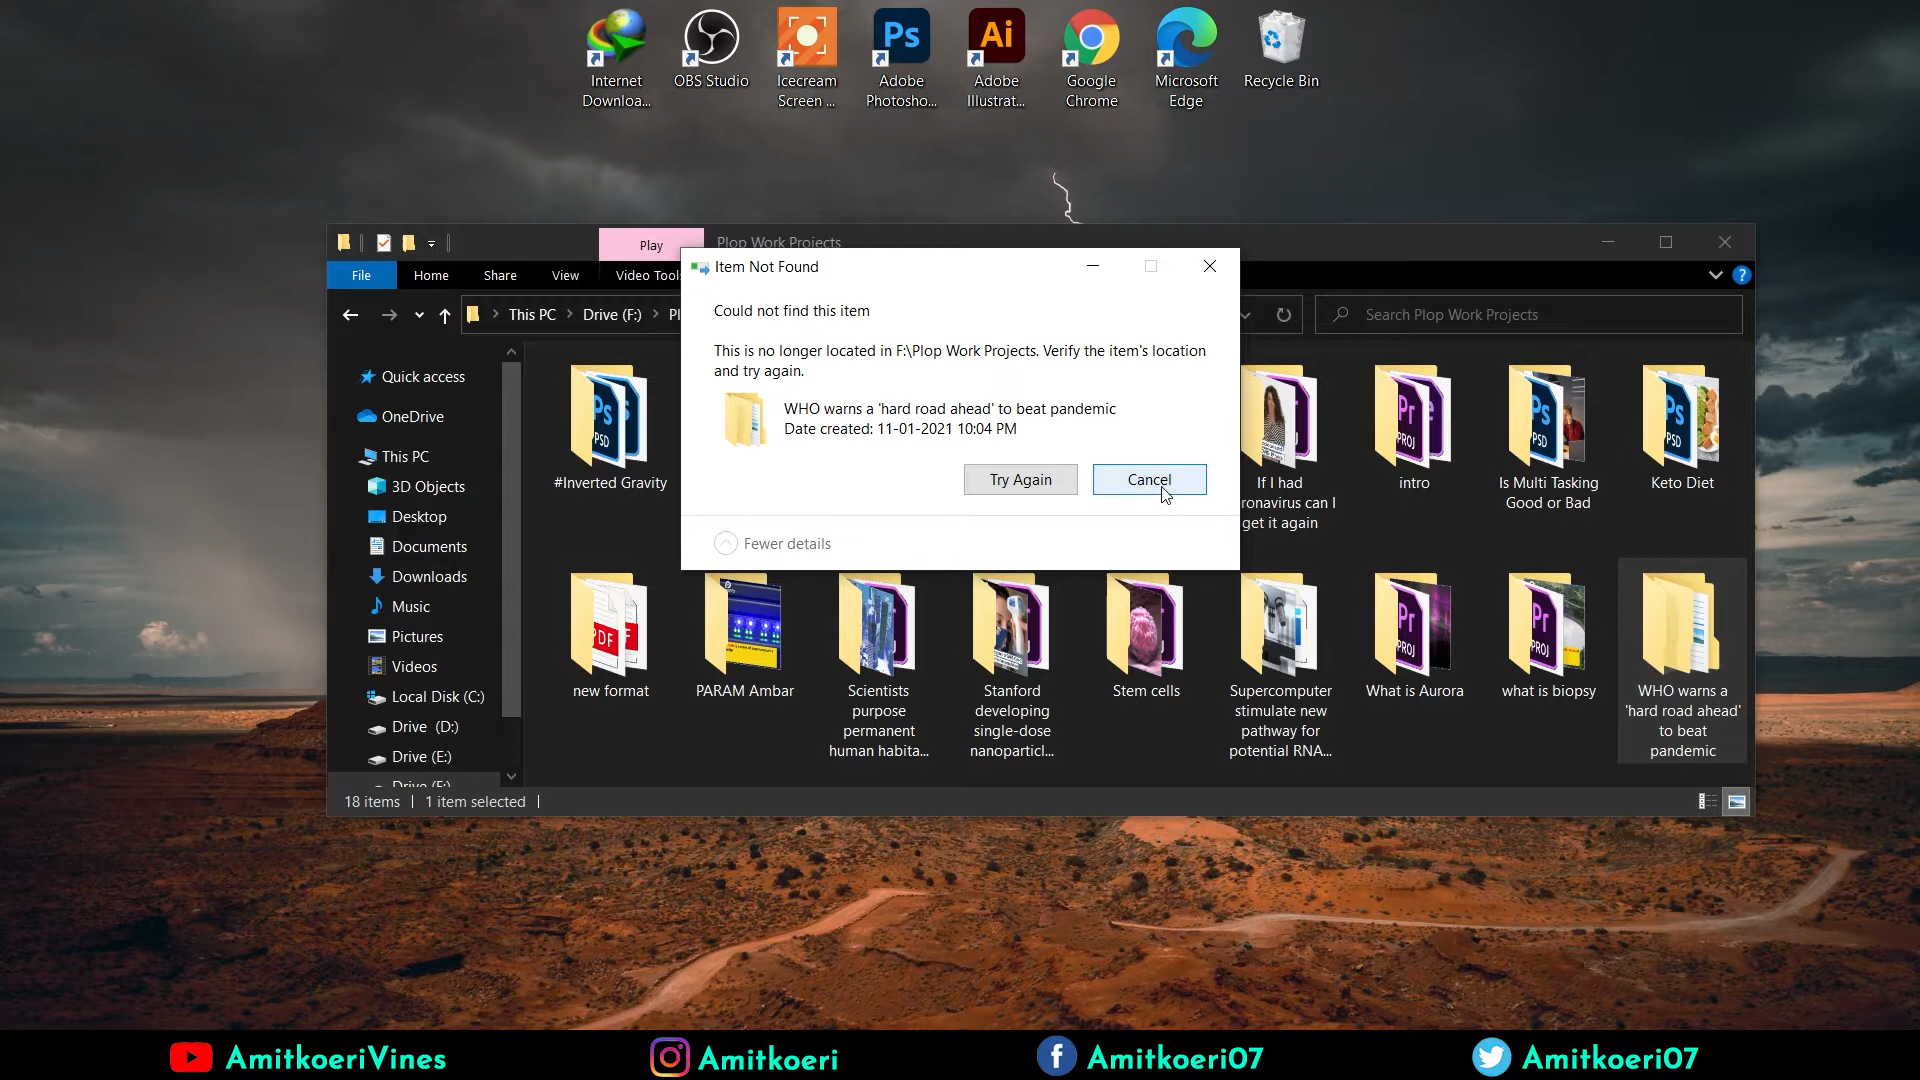 Internet
Downloa...
OBS Studio
Icecream
Screen ...
Ps
Adobe
Photosho...
Ai
Adobe
Illustrat...
Google
Chrome
Microsoft
Edge
Recycle Bin
Play
Plop Work Projects
File
Home
Share
View
Video Tools
This PC
Drive (F:)
Search Plop Work Projects
Item Not Found
Could not find this item
This is no longer located in F:\Plop Work Projects. Verify the item's location
and try again.
WHO warns a 'hard road ahead' to beat pandemic
Date created: 11-01-2021 10:04 PM
Try Again
Cancel
Fewer details
Quick access
OneDrive
This PC
3D Objects
Desktop
Documents
Downloads
Music
Pictures
Videos
Local Disk (C:)
Drive (D:)
Drive (E:)
Drive (F:)
#Inverted Gravity
If I had
ronavirus can I
get it again
intro
Is Multi Tasking
Good or Bad
Keto Diet
new format
PARAM Ambar
Scientists
purpose
permanent
human habita...
Stanford
developing
single-dose
nanoparticl...
Stem cells
Supercomputer
stimulate new
pathway for
potential RNA...
What is Aurora
what is biopsy
WHO warns a
'hard road ahead'
to beat
pandemic
18 items
1 item selected
AmitkoeriVines
Amitkoeri
Amitkoeri07
Amitkoeri07